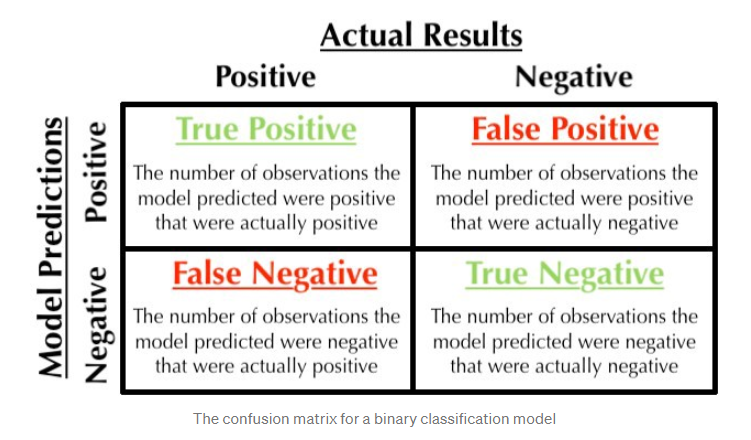 Actual Results
Positive
Negative
Model Predictions
Positive
True Positive
The number of observations the
model predicted were positive
that were actually positive
False Positive
The number of observations the
model predicted were positive
that were actually negative
Negative
False Negative
The number of observations the
model predicted were negative
that were actually positive
True Negative
The number of observations the
model predicted were negative
that were actually negative
The confusion matrix for a binary classification model